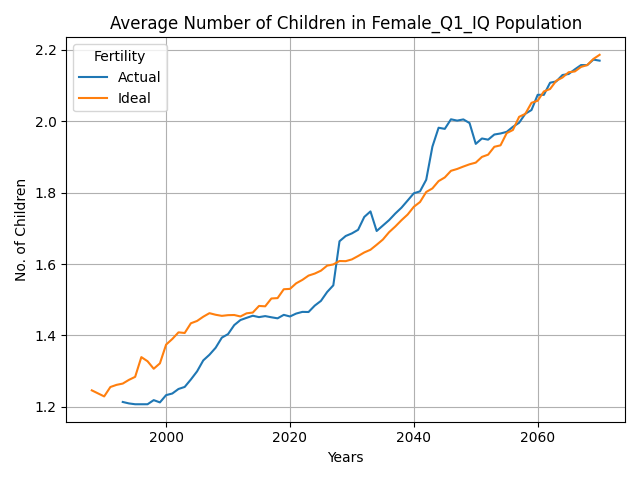 Average Number of Children in Female_Q1_IQ Population
Fertility
Actual
Ideal
No. of Children
2.2
2.0
1.8
1.6
1.4
1.2
2000
2020
2040
2060
Years